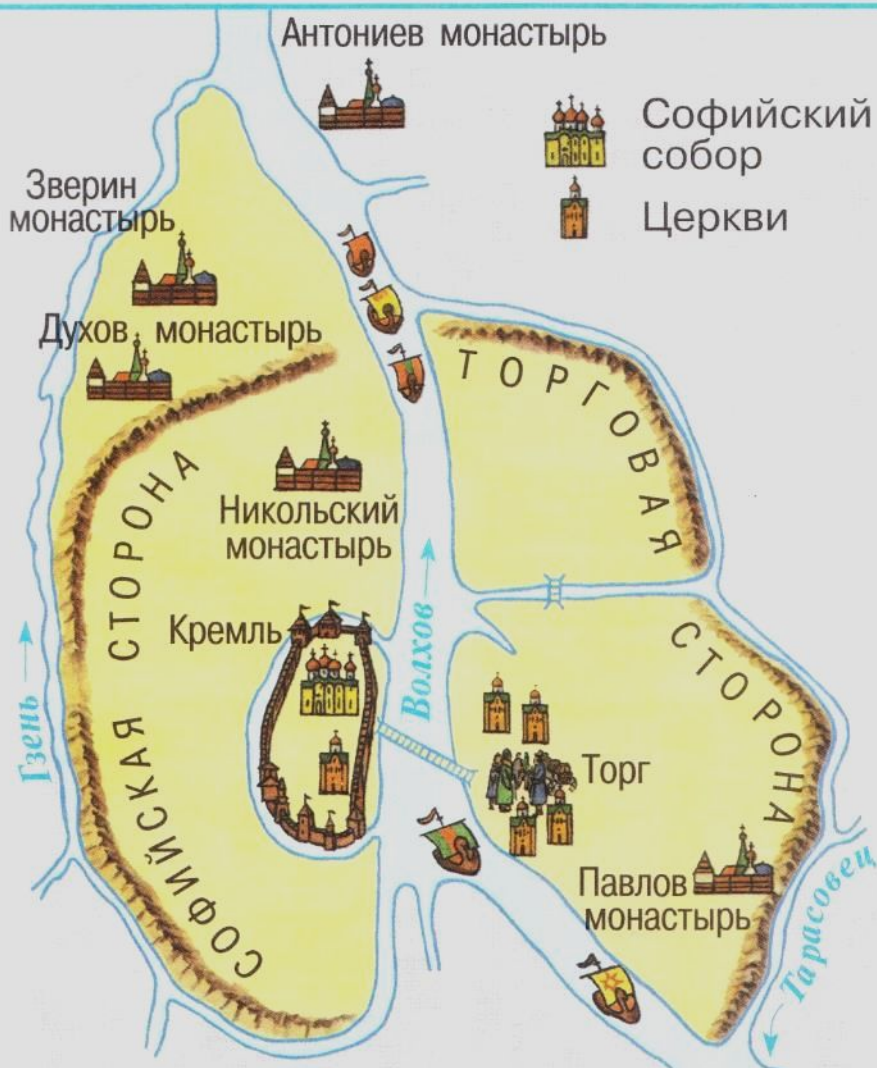 Антониев монастырь
Софийский
собор
Церкви
Зверин
монастырь
Духов монастырь
ТОРГОВАЯ
СТОРОНА
СОФИЙСКАЯ СТОРОНА
Никольский
монастырь
Кремль
Волхов
Гзень
Торг
Павлов
монастырь
Тарасовец